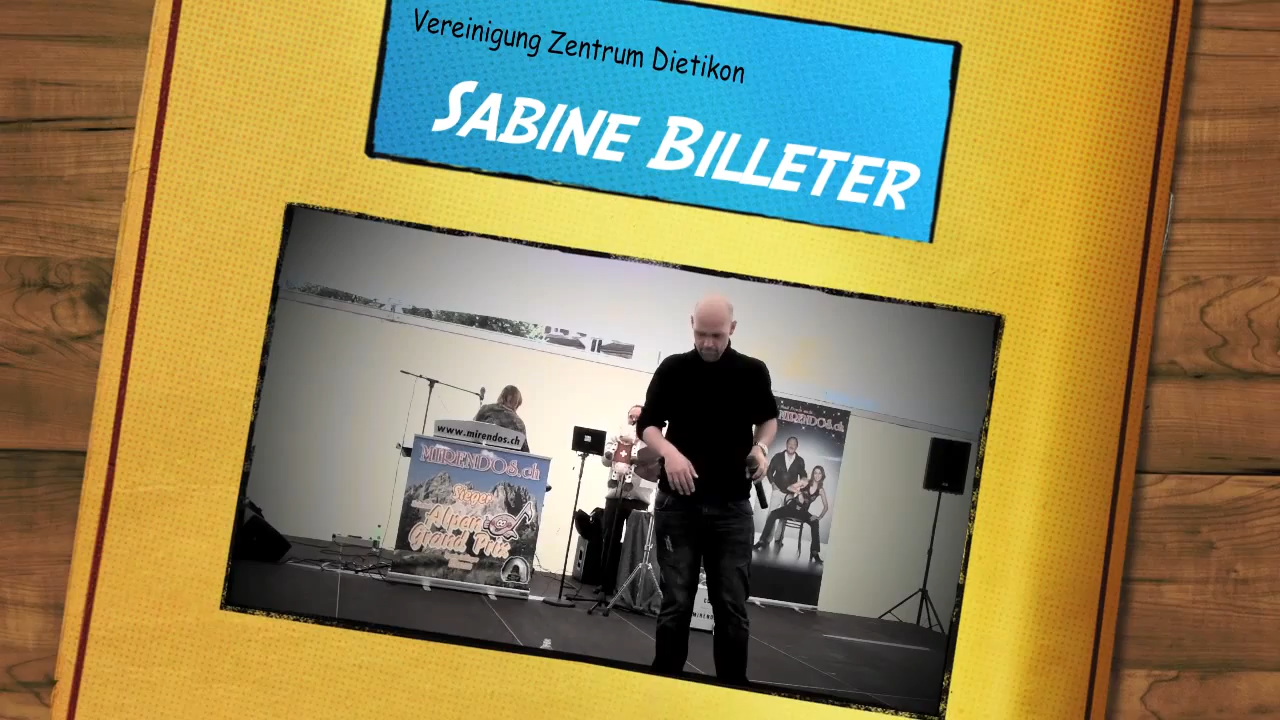 Vereinigung Zentrum Dietikon
SABINE BILLETER
www.mirendos.ch
MIRENDOS.ch
Sieger
Alpen
Grand Prix
MIRENDOS.ch